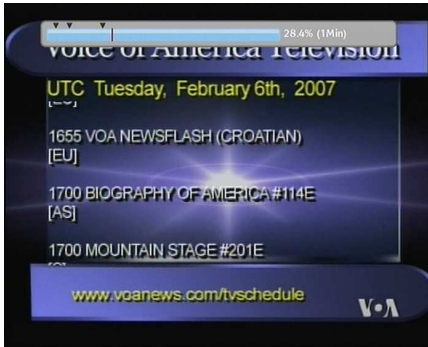 28.4% (1Min)
Voice of America Television
UTC Tuesday, February 6th, 2007
[EU]
1655 VOA NEWSFLASH (CROATIAN)
[EU]
1700 BIOGRAPHY OF AMERICA #114E
[AS]
1700 MOUNTAIN STAGE #201E
www.voanews.com/tvschedule
VOA